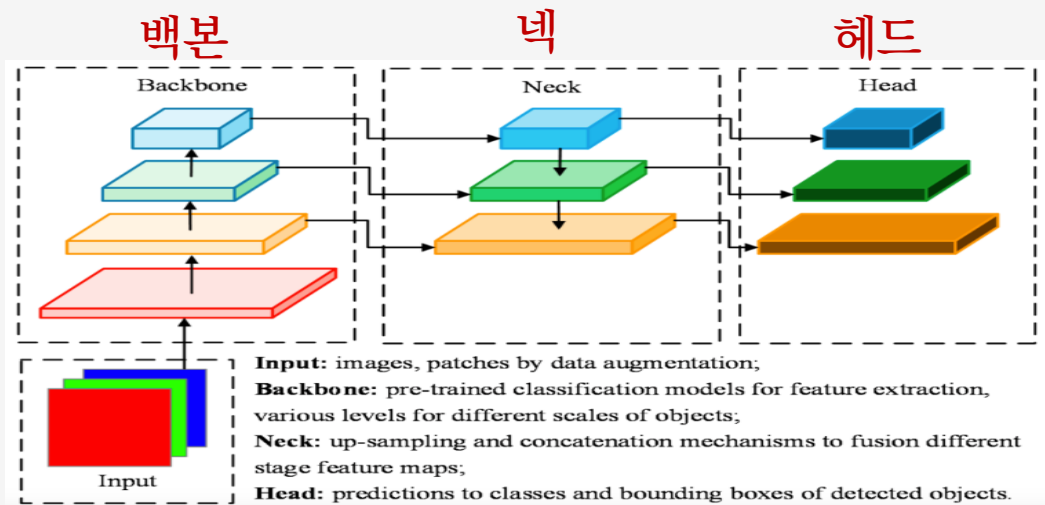 백본 넥 헤드
Backbone Neck Head
Input: images, patches by data augmentation;
Backbone: pre-trained classification models for feature extraction,
various levels for different scales of objects;
Neck: up-sampling and concatenation mechanisms to fusion different
stage feature maps;
Head: predictions to classes and bounding boxes of detected objects.
Input